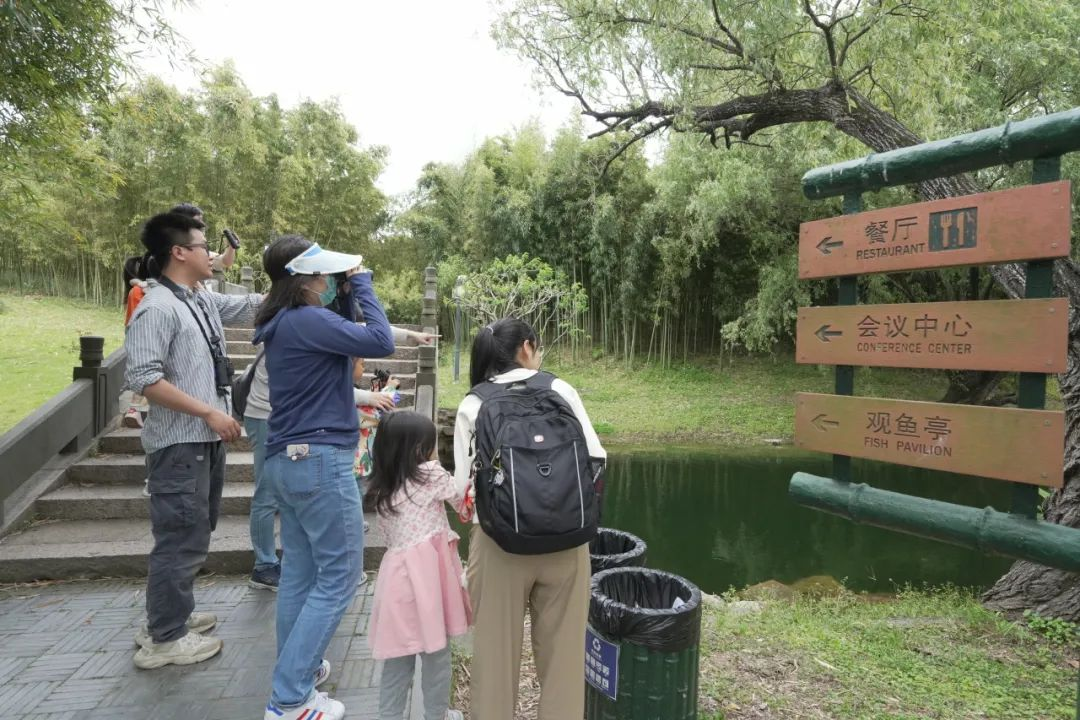 餐厅
RESTAURANT
会议中心
CONFERENCE CENTER
观鱼亭
FISH PAVILION